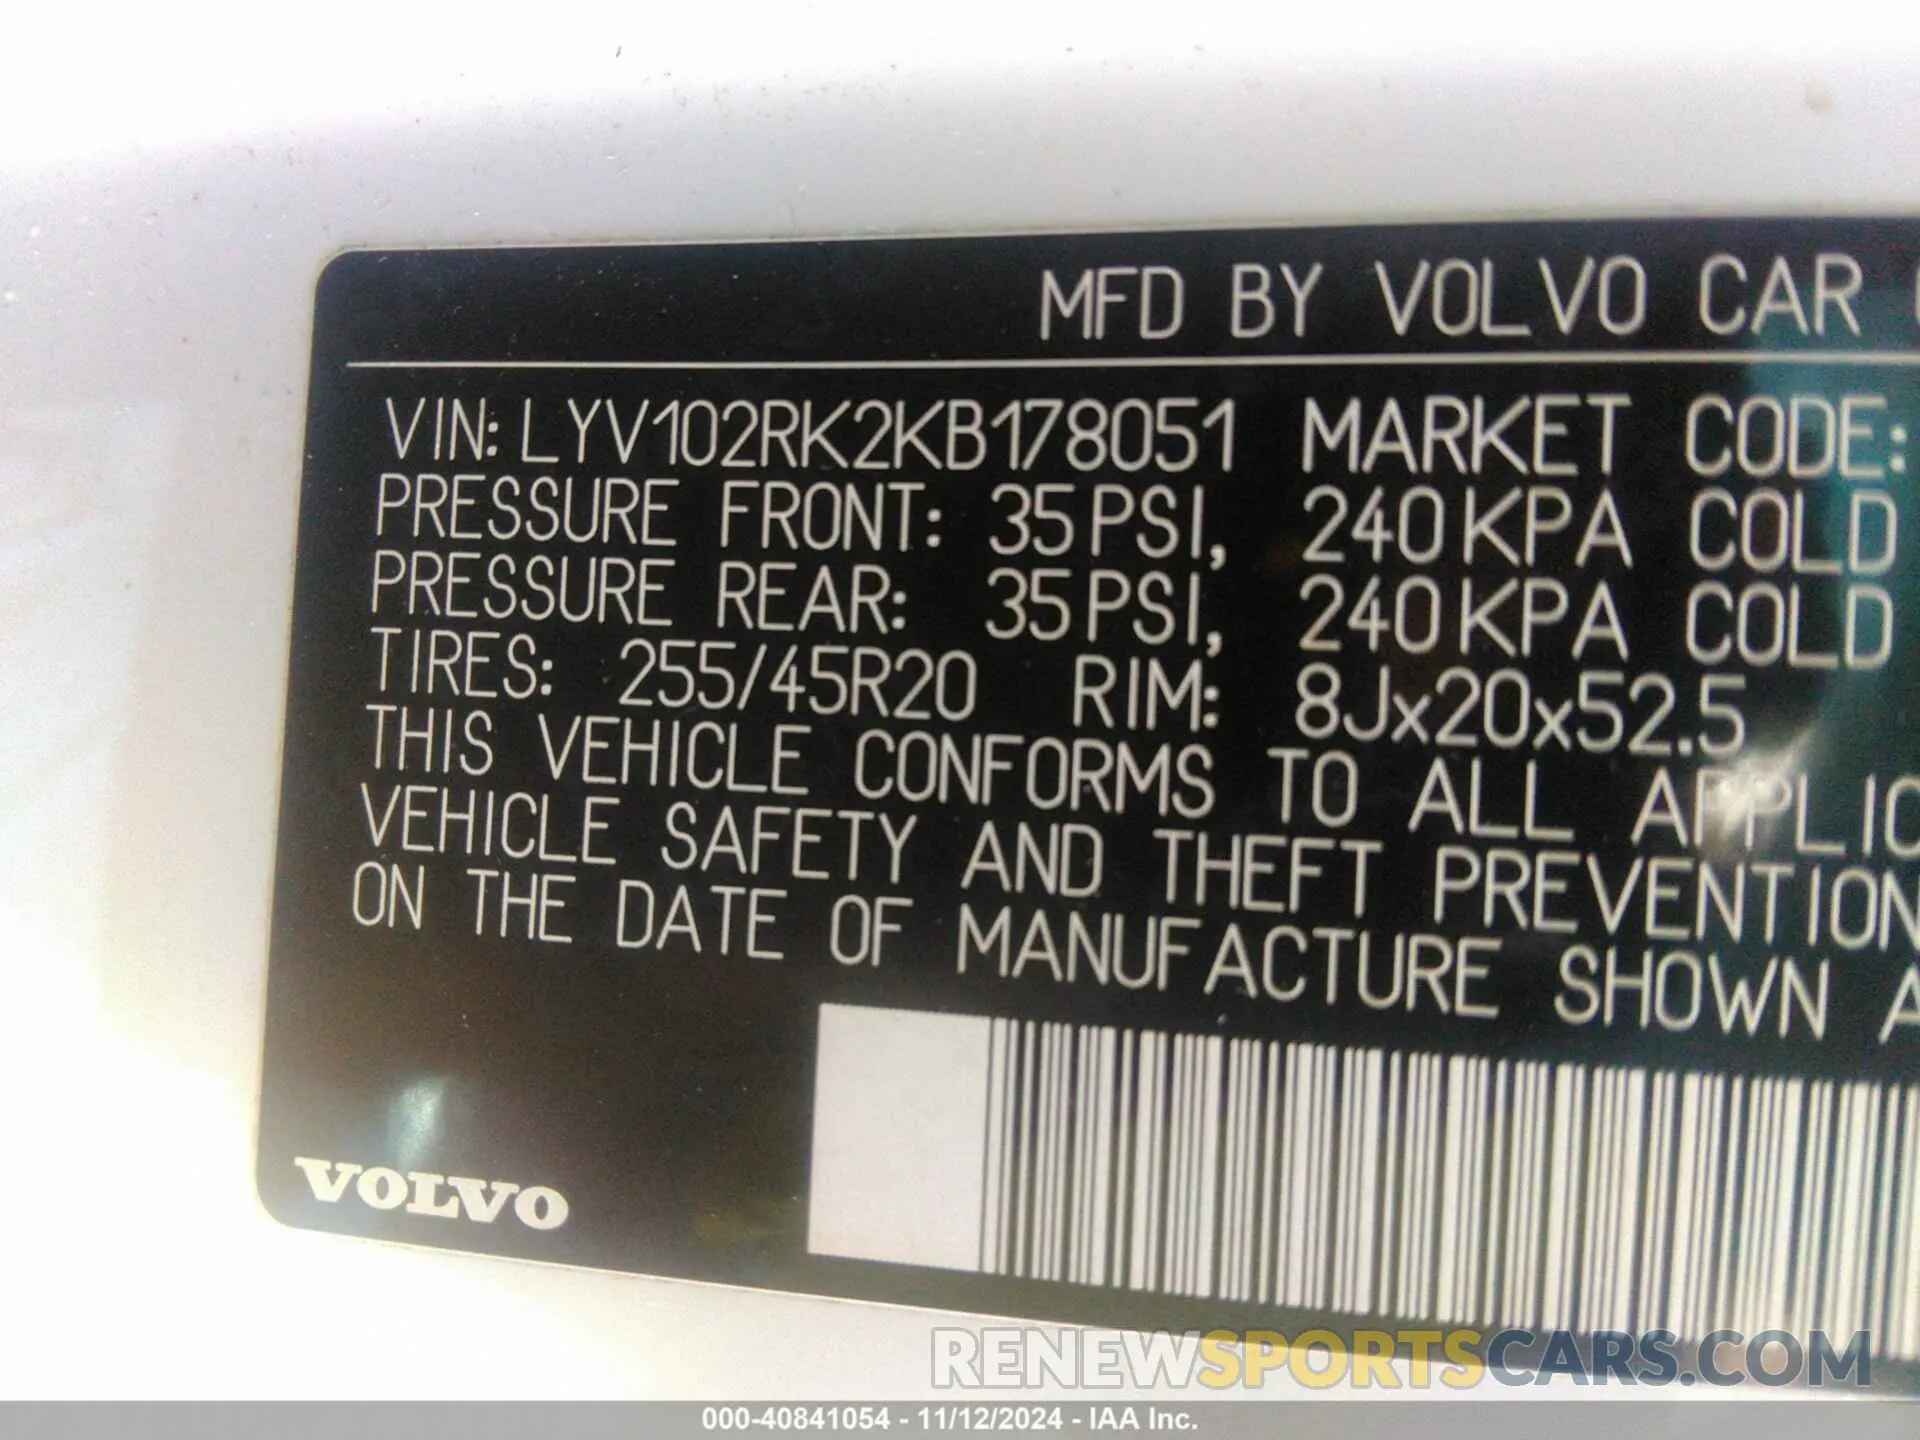 MFD BY VOLVO CAR
VIN: LYV102RK2KB178051 MARKET CODE:
PRESSURE FRONT: 35PSI, 240KPA COLD
PRESSURE REAR: 35PSI, 240KPA COLD
TIRES: 255/45R20 RIM: 8Jx20x52.5
THIS VEHICLE CONFORMS TO ALL APPLIC
VEHICLE SAFETY AND THEFT PREVENTION
ON THE DATE OF MANUFACTURE SHOWN A
VOLVO
RENEWSPORTSCARS.COM
000-40841054 - 11/12/2024 - IAA Inc.